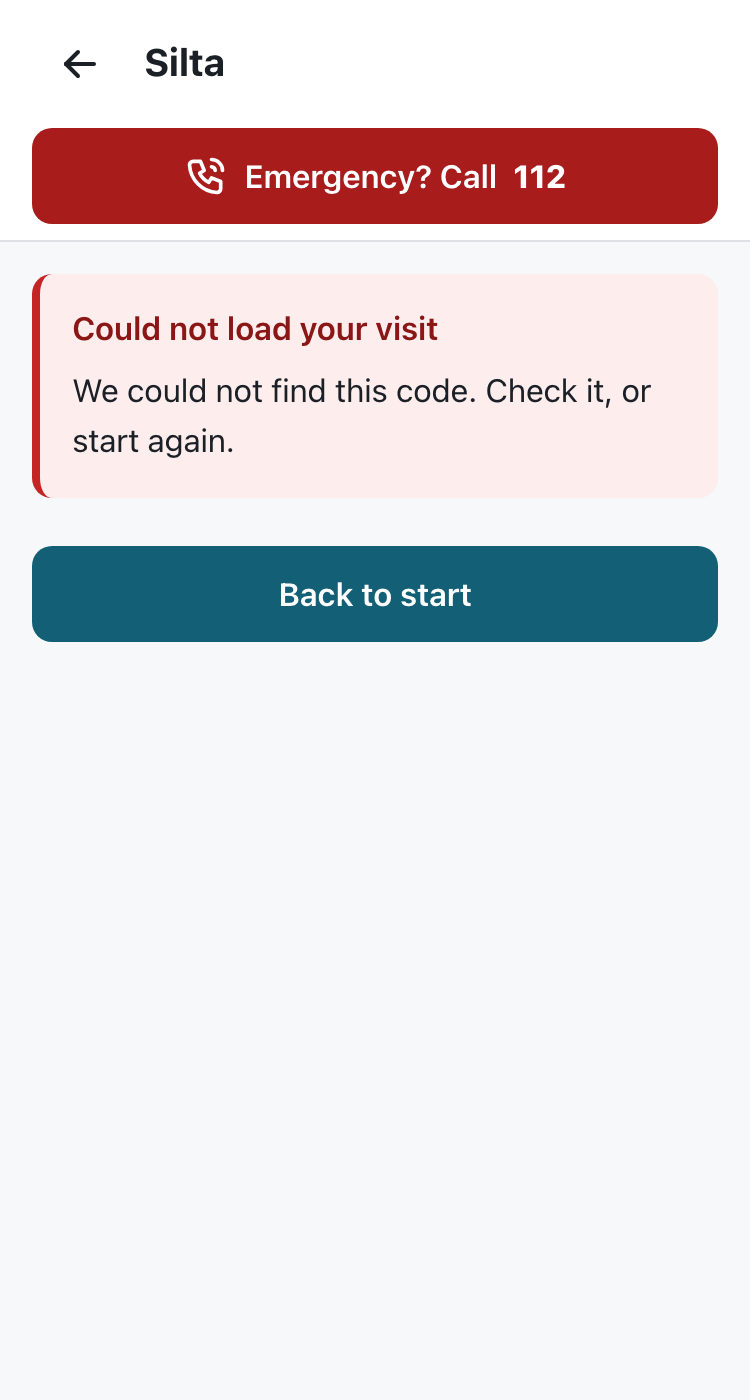 Silta
Emergency? Call 112
Could not load your visit
We could not find this code. Check it, or
start again.
Back to start